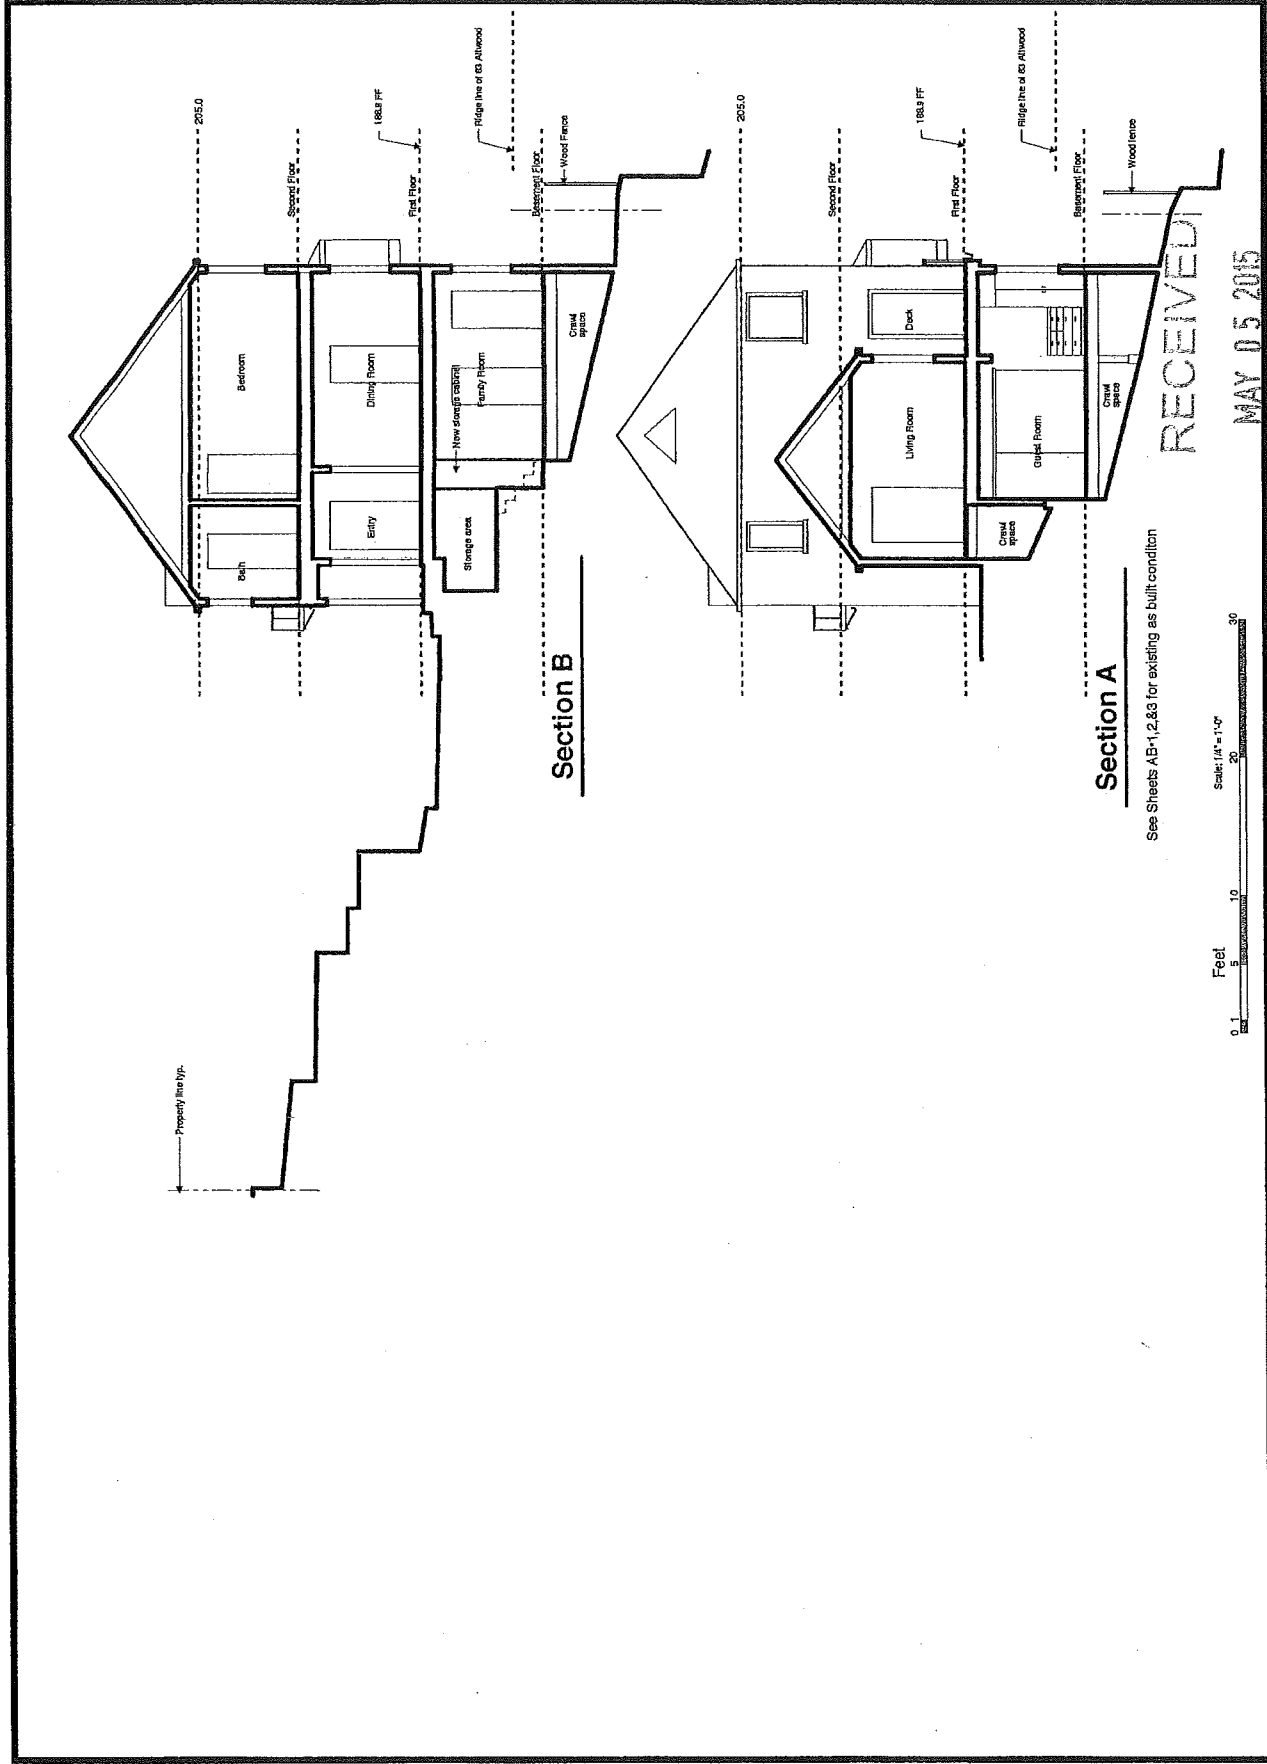 205.0
Second Floor
188.9 FF
First Floor
Ridge line of 83 Attwood
Basement Floor
Wood Fence
Bedroom
Bath
Dining Room
Entry
New storage cabinet
Family Room
Storage area
Crawl
space
Property line typ.
Section B
205.0
Second Floor
188.9 FF
First Floor
Ridge line of 83 Attwood
Basement Floor
Wood fence
Deck
Living Room
Guest Room
Crawl
space
Crawl
space
Section A
See Sheets AB-1,2,&3 for existing as built condition
Scale: 1/4" = 1'-0"
Feet
0 1 5 10 20 30
RECEIVED
MAY 05 2015